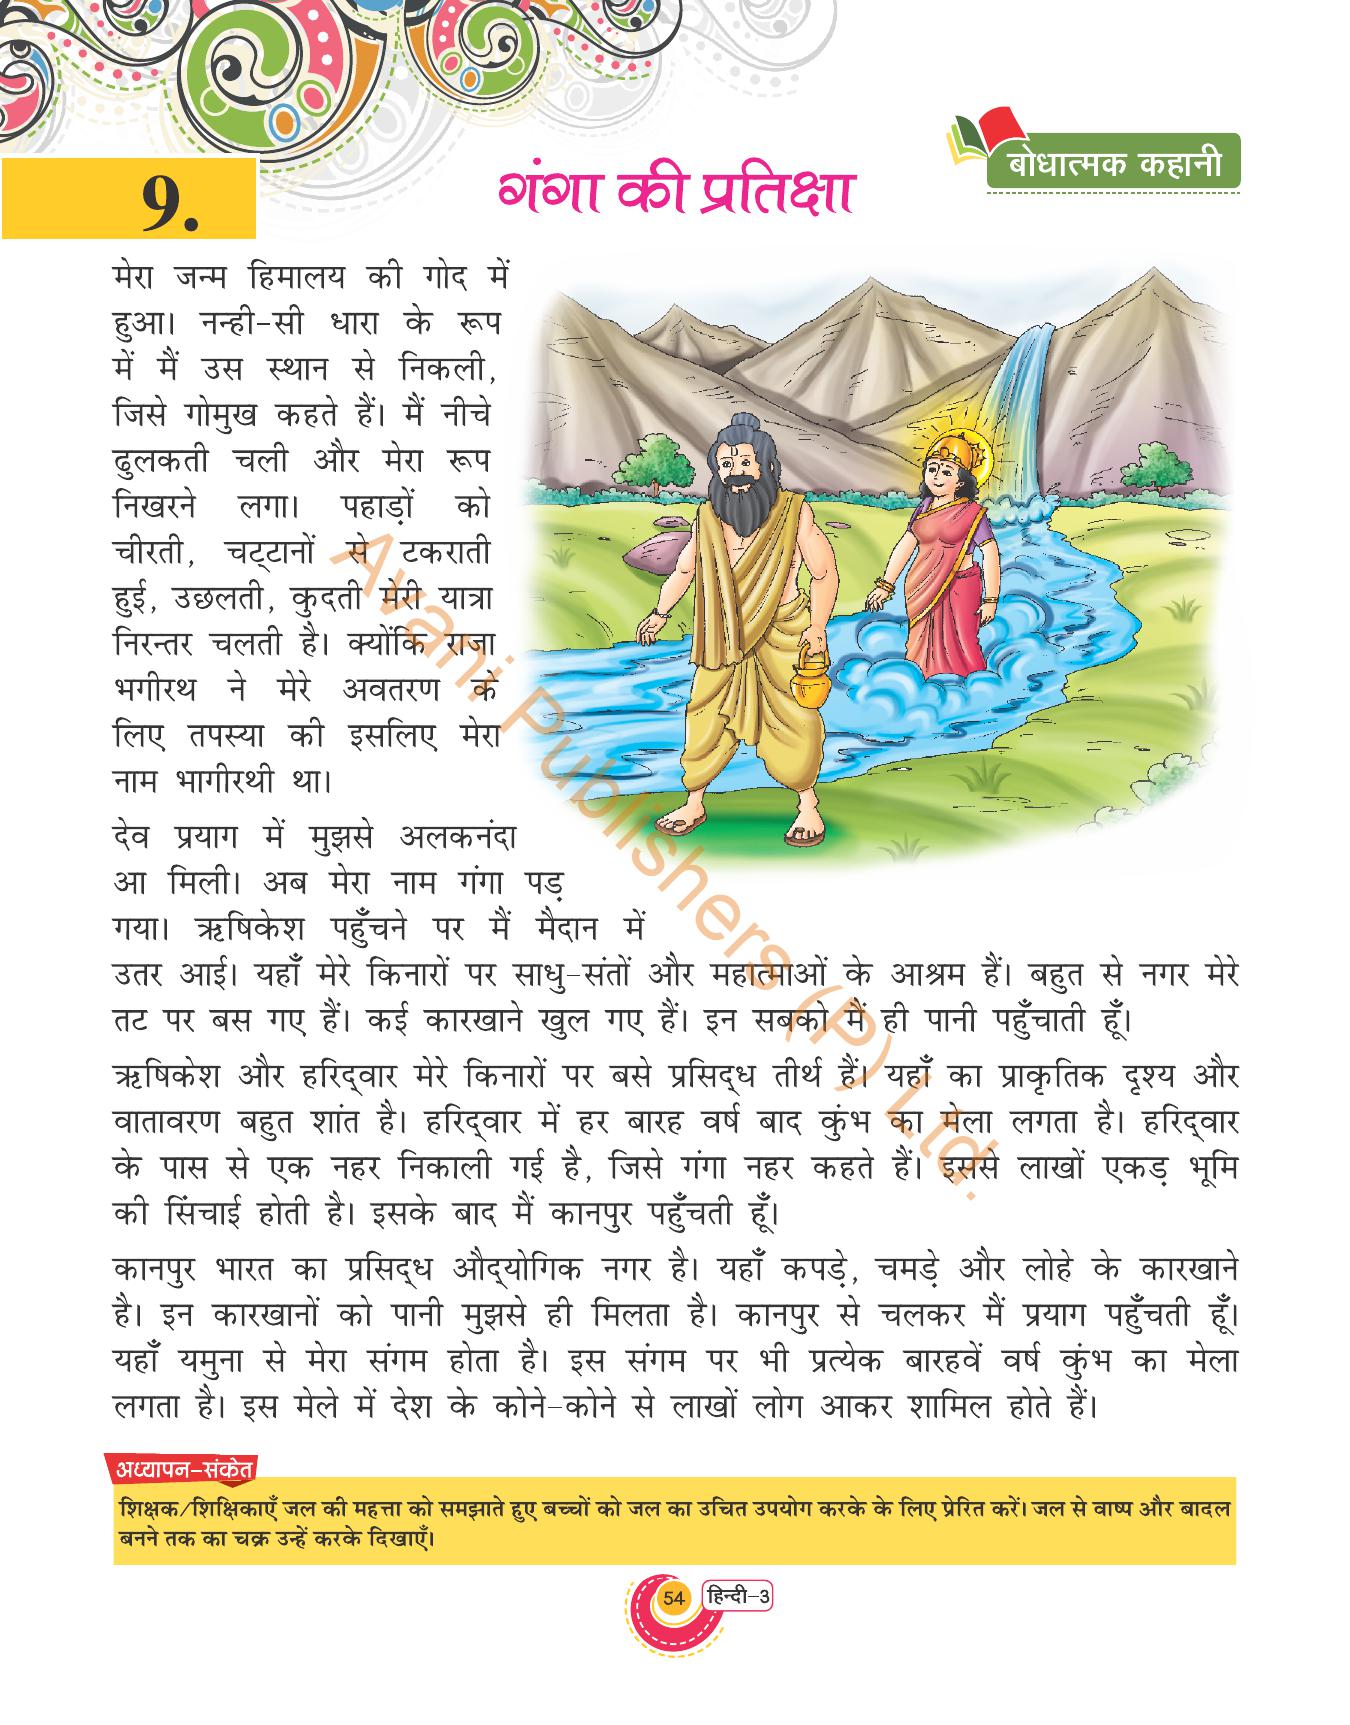 9.
गंगा की प्रतिक्षा
बोधात्मक कहानी
मेरा जन्म हिमालय की गोद में
हुआ। नन्ही-सी धारा के रूप
में मैं उस स्थान से निकली,
जिसे गोमुख कहते हैं। मैं नीचे
ढुलकती चली और मेरा रूप
निखरने लगा। पहाड़ों को
चीरती, चट्टानों से टकराती
हुई, उछलती, कुदती मेरी यात्रा
निरन्तर चलती है। क्योंकि राजा
भगीरथ ने मेरे अवतरण के
लिए तपस्या की इसलिए मेरा
नाम भागीरथी था।
देव प्रयाग में मुझसे अलकनंदा
आ मिली। अब मेरा नाम गंगा पड़
गया। ऋषिकेश पहुँचने पर मैं मैदान में
उतर आई। यहाँ मेरे किनारों पर साधु-संतों और महात्माओं के आश्रम हैं। बहुत से नगर मेरे
तट पर बस गए हैं। कई कारखाने खुल गए हैं। इन सबको मैं ही पानी पहुँचाती हूँ।
ऋषिकेश और हरिद्वार मेरे किनारों पर बसे प्रसिद्ध तीर्थ हैं। यहाँ का प्राकृतिक दृश्य और
वातावरण बहुत शांत है। हरिद्वार में हर बारह वर्ष बाद कुंभ का मेला लगता है। हरिद्वार
के पास से एक नहर निकाली गई है, जिसे गंगा नहर कहते हैं। इससे लाखों एकड़ भूमि
की सिंचाई होती है। इसके बाद मैं कानपुर पहुँचती हूँ।
कानपुर भारत का प्रसिद्ध औद्योगिक नगर है। यहाँ कपड़े, चमड़े और लोहे के कारखाने
है। इन कारखानों को पानी मुझसे ही मिलता है। कानपुर से चलकर मैं प्रयाग पहुँचती हूँ।
यहाँ यमुना से मेरा संगम होता है। इस संगम पर भी प्रत्येक बारहवें वर्ष कुंभ का मेला
लगता है। इस मेले में देश के कोने-कोने से लाखों लोग आकर शामिल होते हैं।
Avani Publishers (P) Ltd.
अध्यापन-संकेत
शिक्षक/शिक्षिकाएँ जल की महत्ता को समझाते हुए बच्चों को जल का उचित उपयोग करके के लिए प्रेरित करें। जल से वाष्प और बादल
बनने तक का चक्र उन्हें करके दिखाएँ।
54 हिन्दी-3